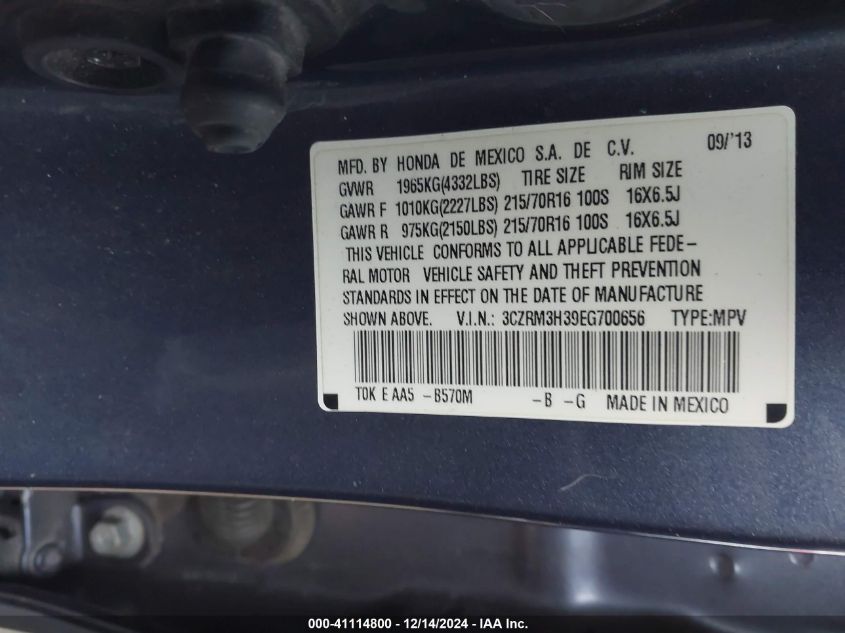 MFD. BY HONDA DE MEXICO S.A. DE C.V. 09/'13
GVWR 1965KG(4332LBS) TIRE SIZE RIM SIZE
GAWR F 1010KG(2227LBS) 215/70R16 100S 16X6.5J
GAWR R 975KG(2150LBS) 215/70R16 100S 16X6.5J
THIS VEHICLE CONFORMS TO ALL APPLICABLE FEDE-
RAL MOTOR VEHICLE SAFETY AND THEFT PREVENTION
STANDARDS IN EFFECT ON THE DATE OF MANUFACTURE
SHOWN ABOVE. V.I.N.: 3CZRM3H39EG700656 TYPE:MPV
T0K E AA5 -B570M -B -G MADE IN MEXICO
000-41114800 - 12/14/2024 - IAA Inc.